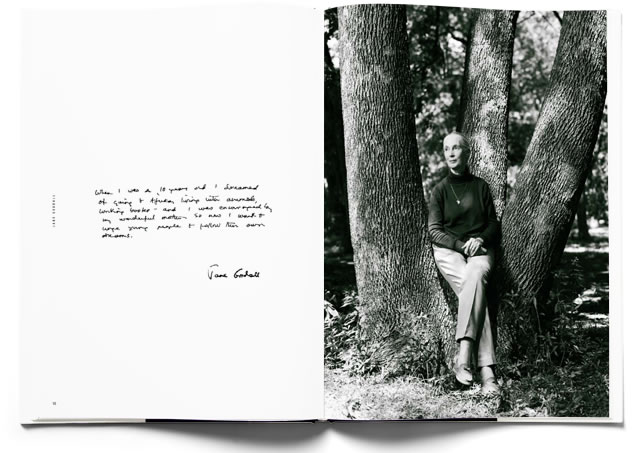 When I was a 10 years old I dreamed
of going to Africa, living with animals,
writing books - and I was encouraged by
my wonderful mother. So now I want to
urge young people to follow their own
dreams.
Jane Goodall
JANE GOODALL